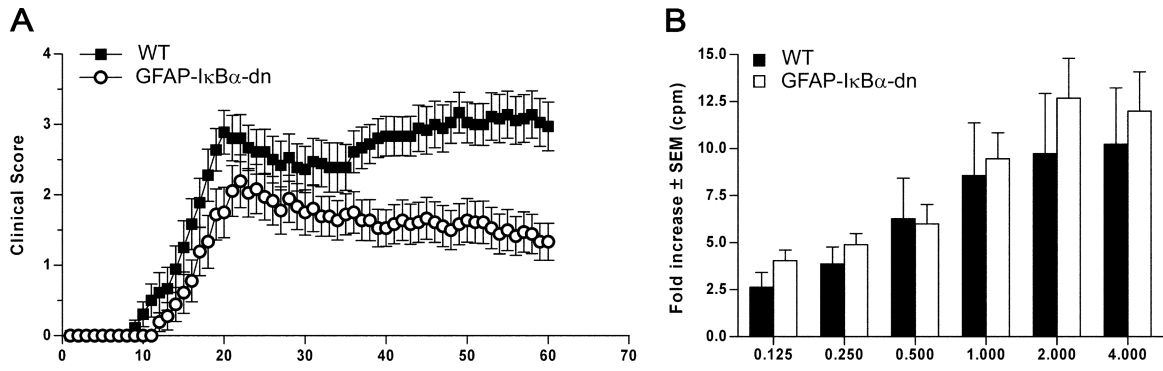 A
WT
GFAP-IκBα-dn
Clinical Score
4
3
2
1
0
0 10 20 30 40 50 60 70
B
WT
GFAP-IκBα-dn
Fold increase ± SEM (cpm)
15.0
12.5
10.0
7.5
5.0
2.5
0.0
0.125 0.250 0.500 1.000 2.000 4.000